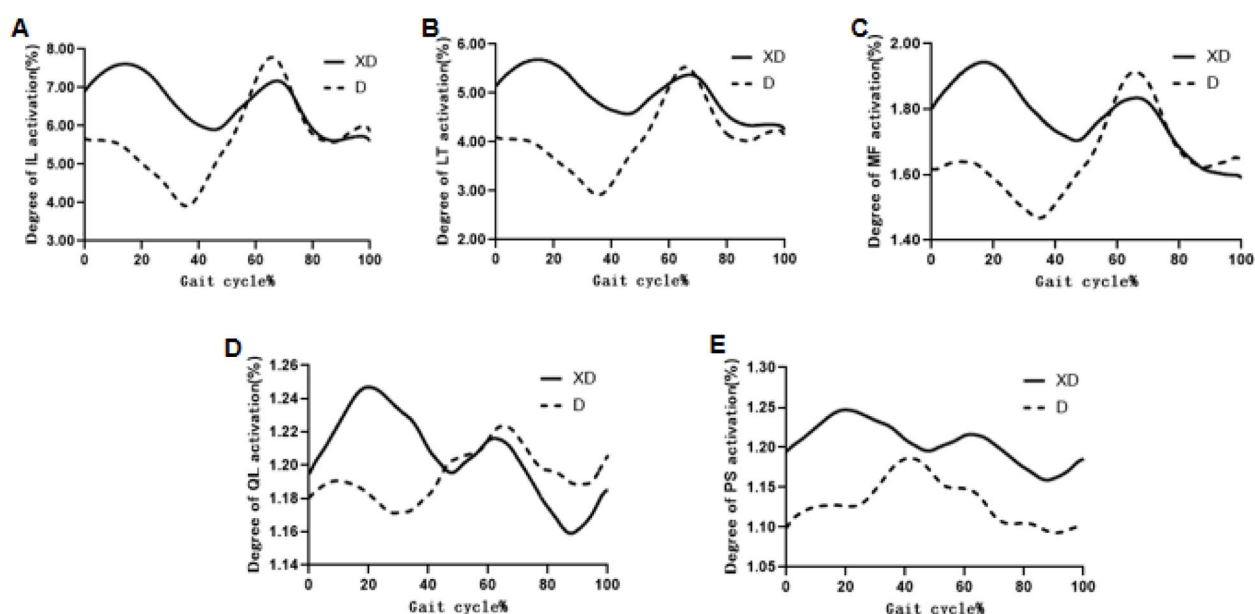 A
Degree of IL activation(%)
8.00
7.00
6.00
5.00
4.00
3.00
0
20
40
60
80
100
Gait cycle%
XD
D
B
Degree of LT activation(%)
6.00
5.00
4.00
3.00
2.00
0
20
40
60
80
100
Gait cycle%
XD
D
C
Degree of MF activation(%)
2.00
1.80
1.60
1.40
0
20
40
60
80
100
Gait cycle%
XD
D
D
Degree of QL activation(%)
1.26
1.24
1.22
1.20
1.18
1.16
1.14
0
20
40
60
80
100
Gait cycle%
XD
D
E
Degree of PS activation(%)
1.30
1.25
1.20
1.15
1.10
1.05
0
20
40
60
80
100
Gait cycle%
XD
D